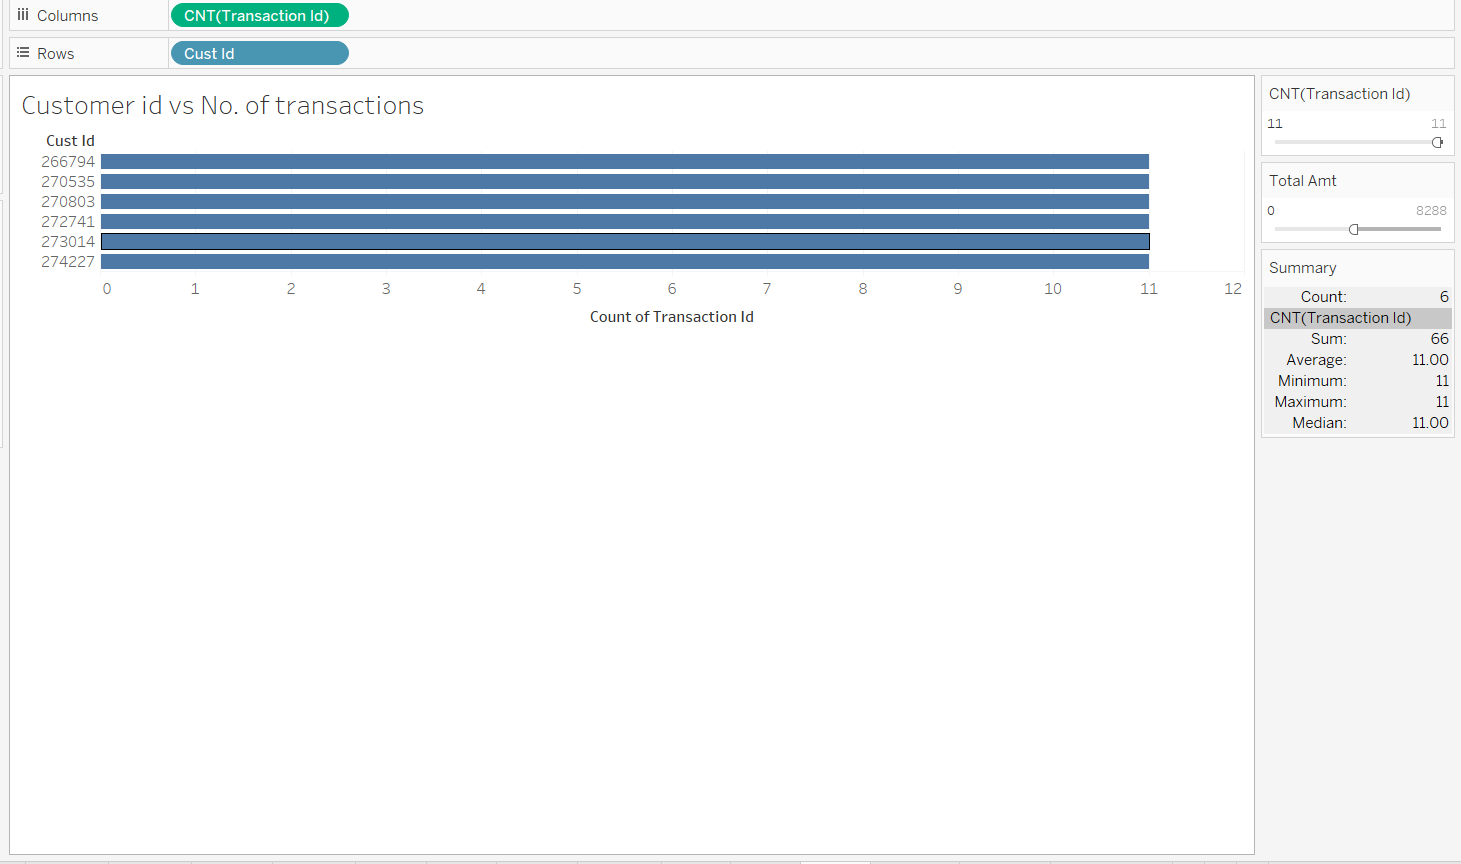 Columns CNT(Transaction Id)
Rows Cust Id
Customer id vs No. of transactions
Cust Id
266794
270535
270803
272741
273014
274227
0 1 2 3 4 5 6 7 8 9 10 11 12
Count of Transaction Id
CNT(Transaction Id)
11 11
Total Amt
0 8288
Summary
Count: 6
CNT(Transaction Id)
Sum: 66
Average: 11.00
Minimum: 11
Maximum: 11
Median: 11.00